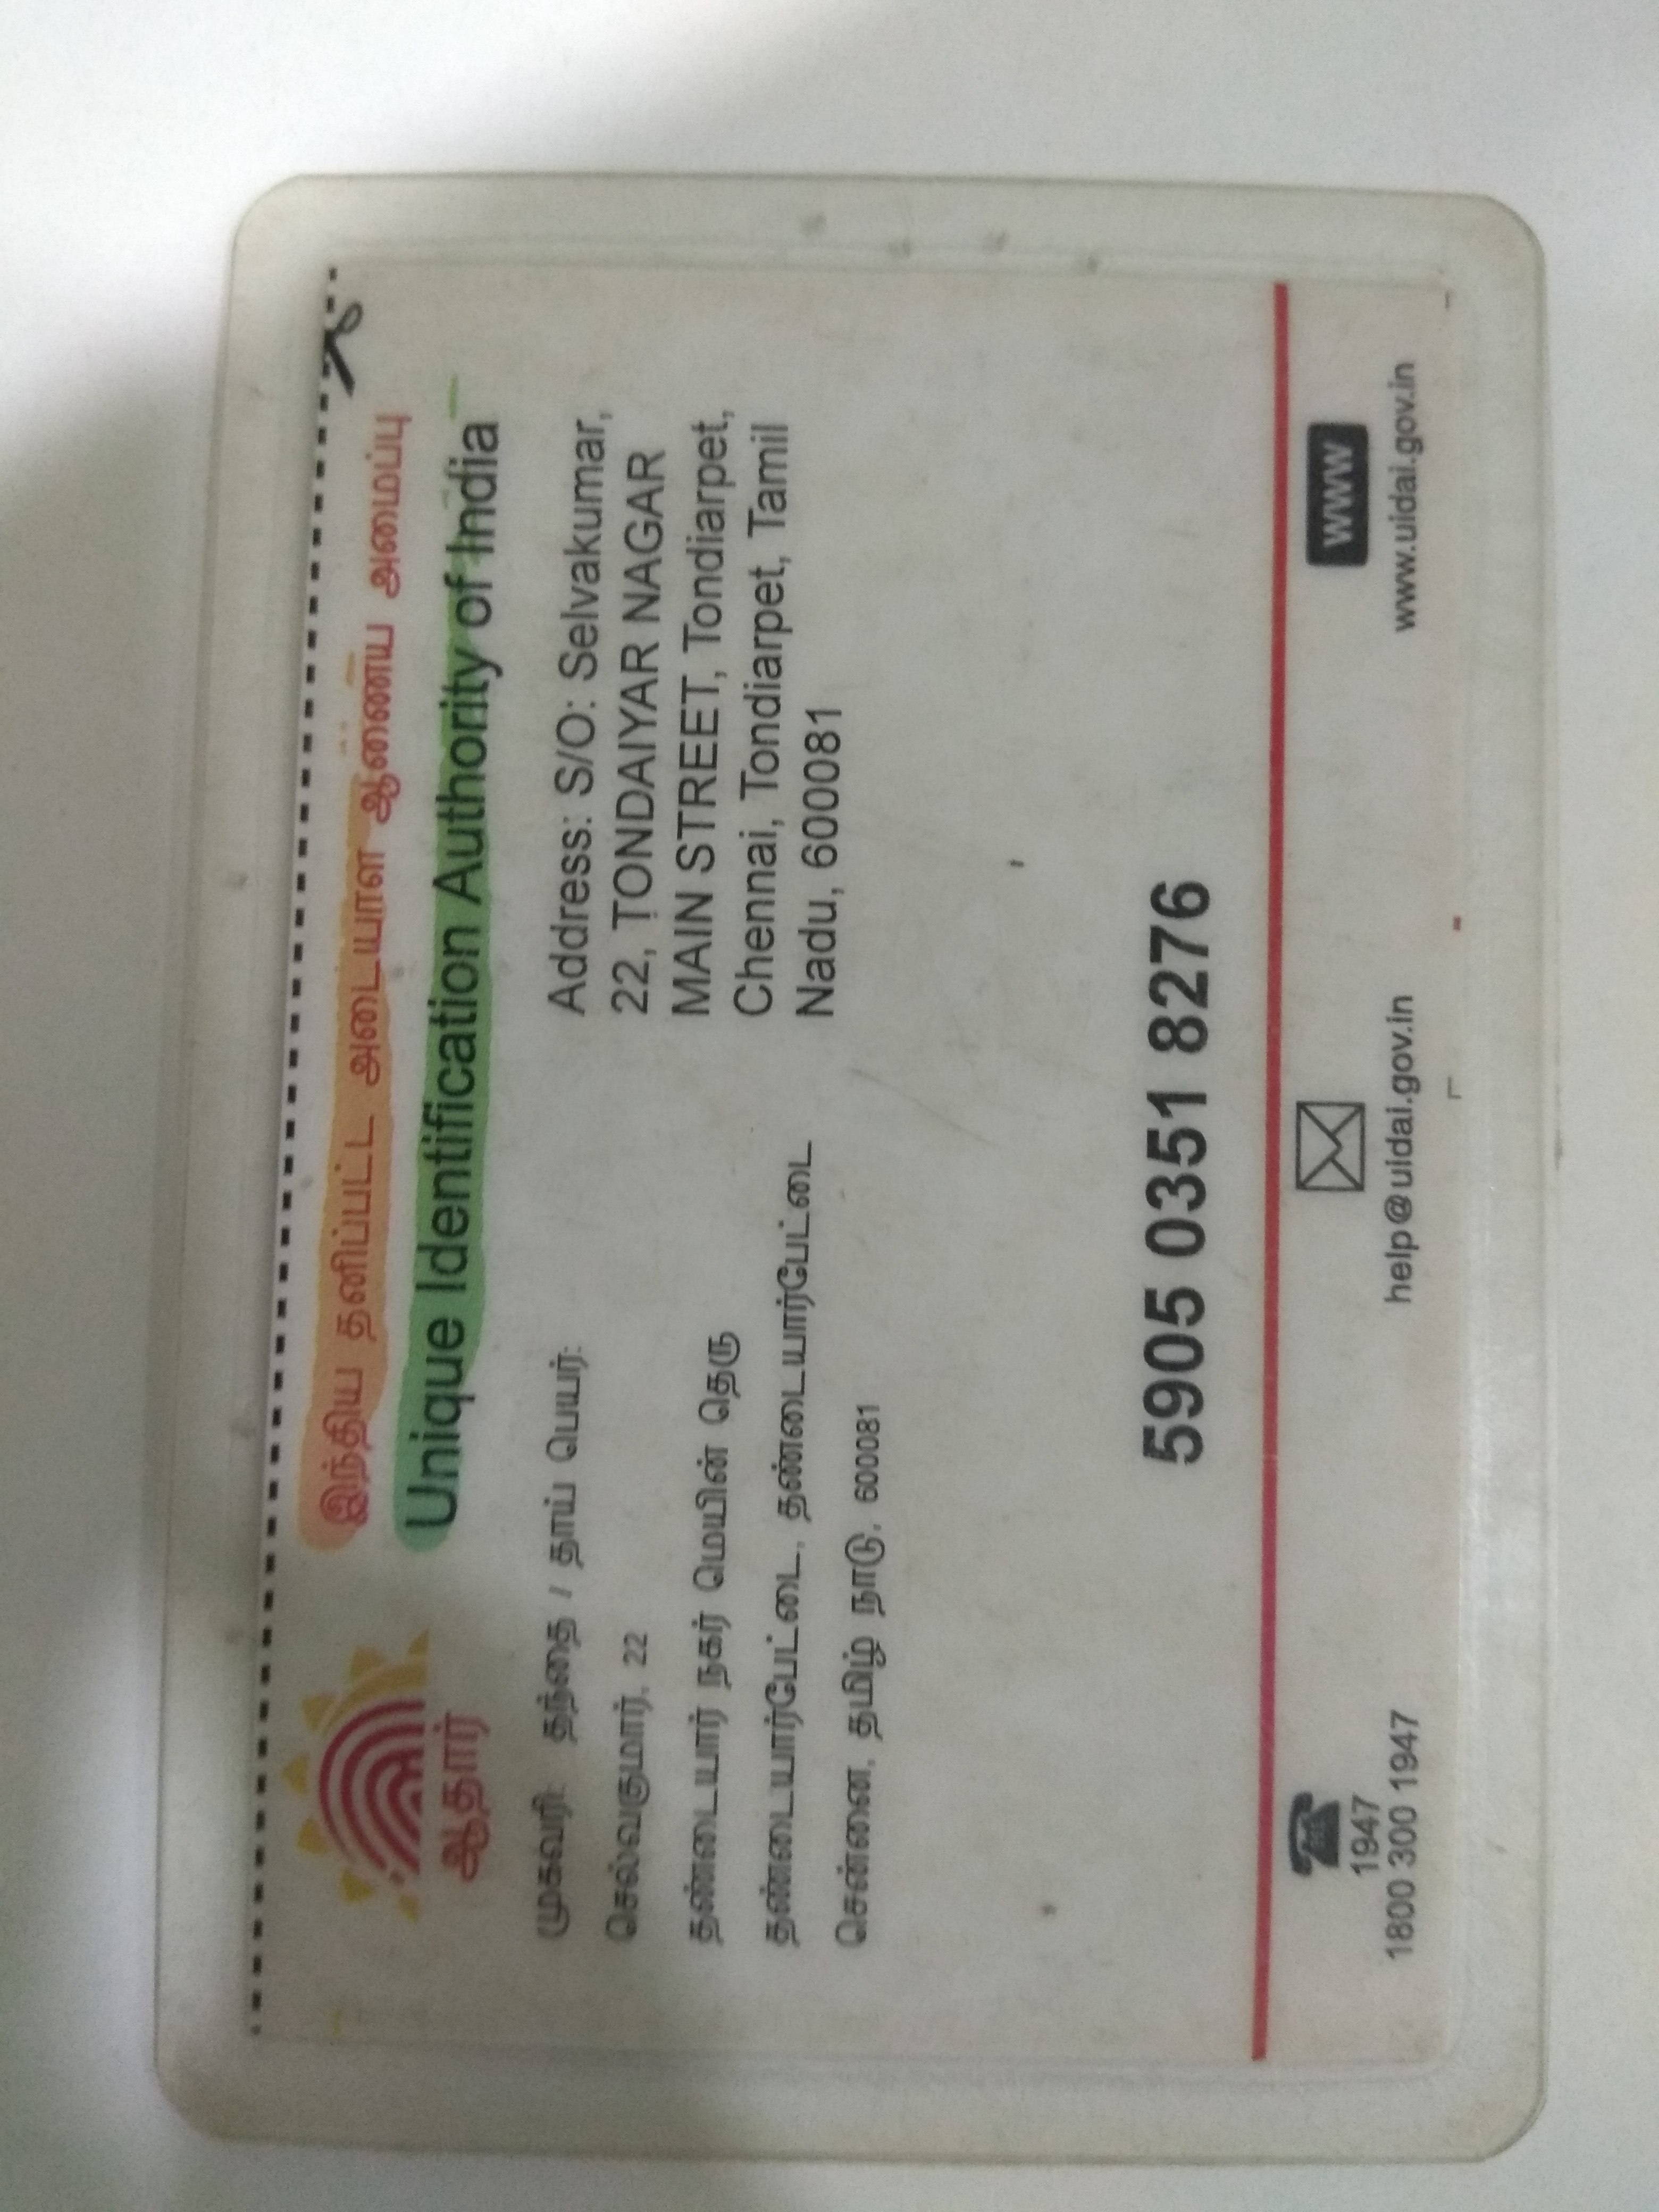 இந்திய தனிப்பட்ட அடையாள ஆணைய அமைப்பு
Unique Identification Authority of India
ஆதார்
முகவரி: தந்தை / தாய் பெயர்:
செல்வகுமார், 22
தண்டையார் நகர் மெயின் தெரு
தண்டையார்பேட்டை, தண்டையார்பேட்டை
சென்னை, தமிழ் நாடு, 600081
Address: S/O: Selvakumar,
22, TONDAIYAR NAGAR
MAIN STREET, Tondiarpet,
Chennai, Tondiarpet, Tamil
Nadu, 600081
5905 0351 8276
1947
1800 300 1947
help@uidai.gov.in
WWW
www.uidai.gov.in